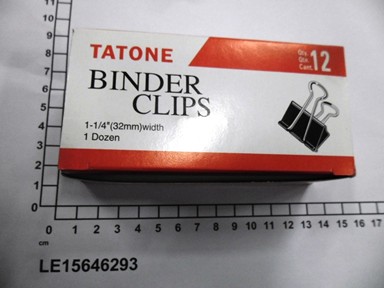 11
10
9
8
7
6
5
4
3
2
1
0
TATONE
BINDER
CLIPS
1-1/4"(32mm)width
1 Dozen
Qty.
Qtn.
Cant.
12
0 1 2 3 4 5 6 7 8 9 10 11 12 13 14 15 16 17
cm
LE15646293